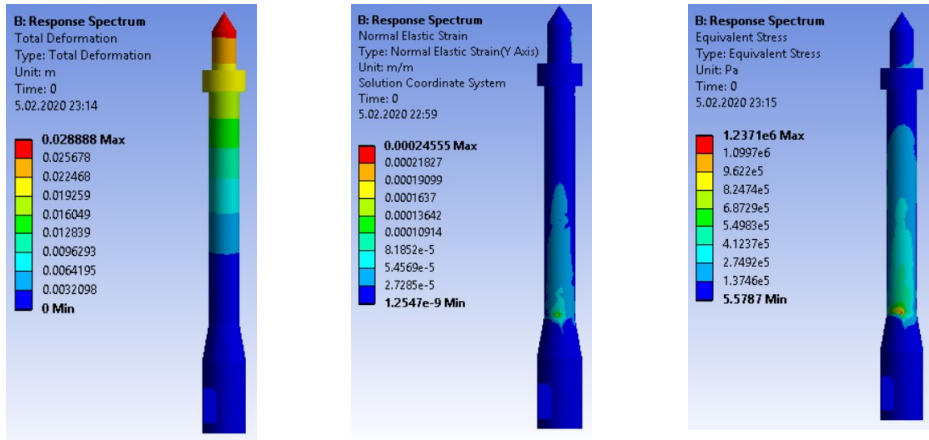 B: Response Spectrum
Total Deformation
Type: Total Deformation
Unit: m
Time: 0
5.02.2020 23:14
0.028888 Max
0.025678
0.022468
0.019259
0.016049
0.012839
0.0096293
0.0064195
0.0032098
0 Min
B: Response Spectrum
Normal Elastic Strain
Type: Normal Elastic Strain(Y Axis)
Unit: m/m
Solution Coordinate System
Time: 0
5.02.2020 22:59
0.00024555 Max
0.00021827
0.00019099
0.0001637
0.00013642
0.00010914
8.1852e-5
5.4569e-5
2.7285e-5
1.2547e-9 Min
B: Response Spectrum
Equivalent Stress
Type: Equivalent Stress
Unit: Pa
Time: 0
5.02.2020 23:15
1.2371e6 Max
1.0997e6
9.622e5
8.2474e5
6.8729e5
5.4983e5
4.1237e5
2.7492e5
1.3746e5
5.5787 Min